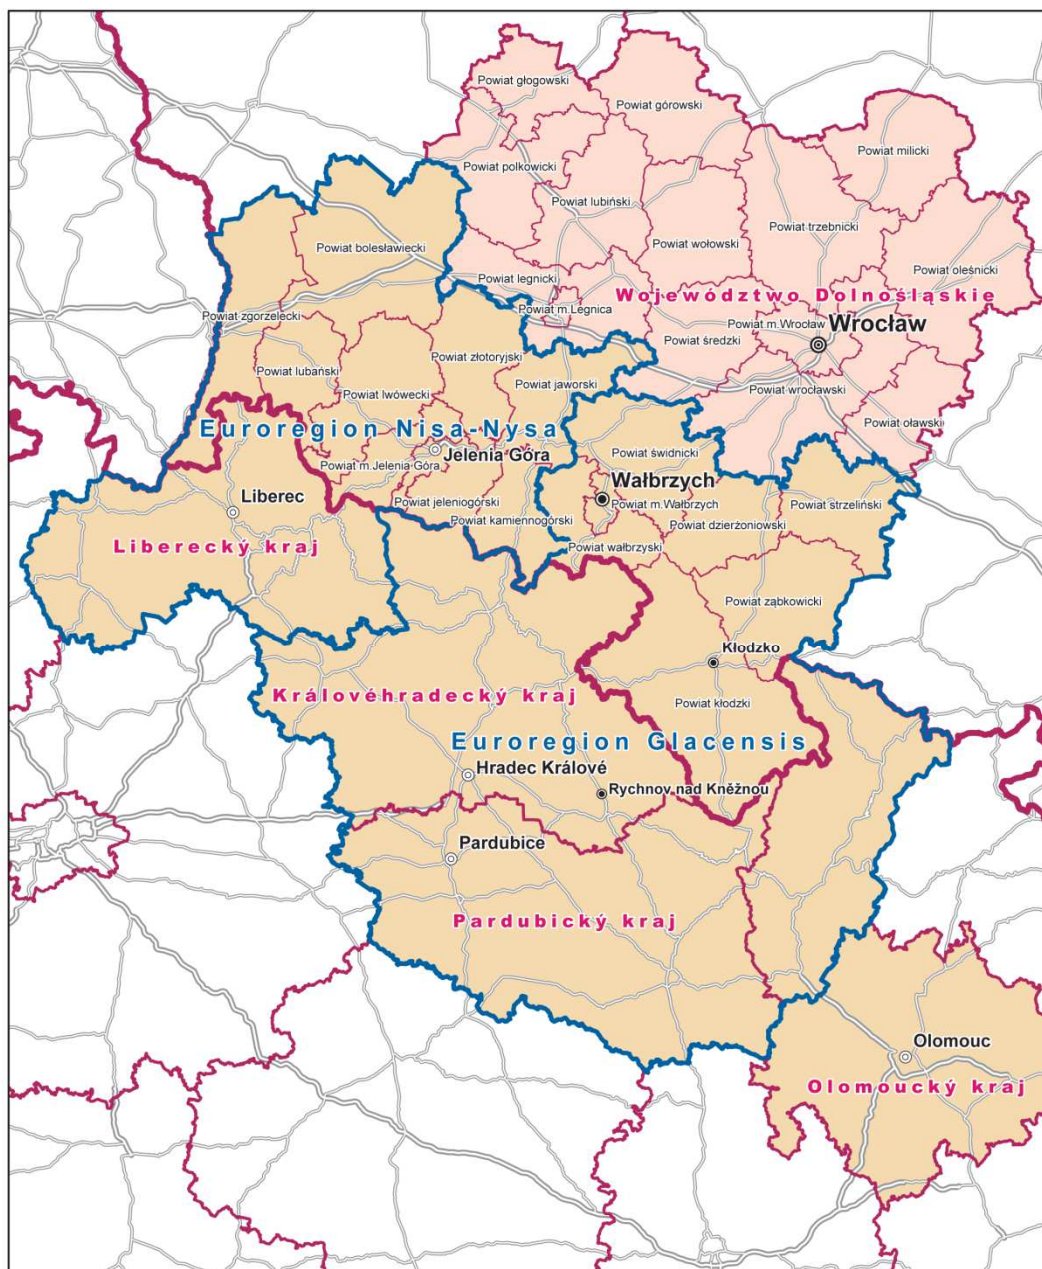 Powiat głogowski
Powiat górowski
Powiat milicki
Powiat polkowicki
Powiat lubiński
Powiat trzebnicki
Powiat bolesławiecki
Powiat wołowski
Powiat oleśnicki
Powiat legnicki
Województwo Dolnośląskie
Powiat m.Legnica
Powiat zgorzelecki
Powiat m.Wrocław
Wrocław
Powiat średzki
Powiat złotoryjski
Powiat lubański
Powiat jaworski
Powiat wrocławski
Powiat lwówecki
Powiat oławski
Euroregion Nisa-Nysa
Jelenia Góra
Powiat świdnicki
Powiat m.Jelenia Góra
Wałbrzych
Liberec
Powiat jeleniogórski
Powiat m.Wałbrzych
Powiat strzeliński
Powiat kamiennogórski
Powiat dzierżoniowski
Liberecký kraj
Powiat wałbrzyski
Powiat ząbkowicki
Kłodzko
Královéhradecký kraj
Powiat kłodzki
Euroregion Glacensis
Hradec Králové
Rychnov nad Kněžnou
Pardubice
Pardubický kraj
Olomouc
Olomoucký kraj